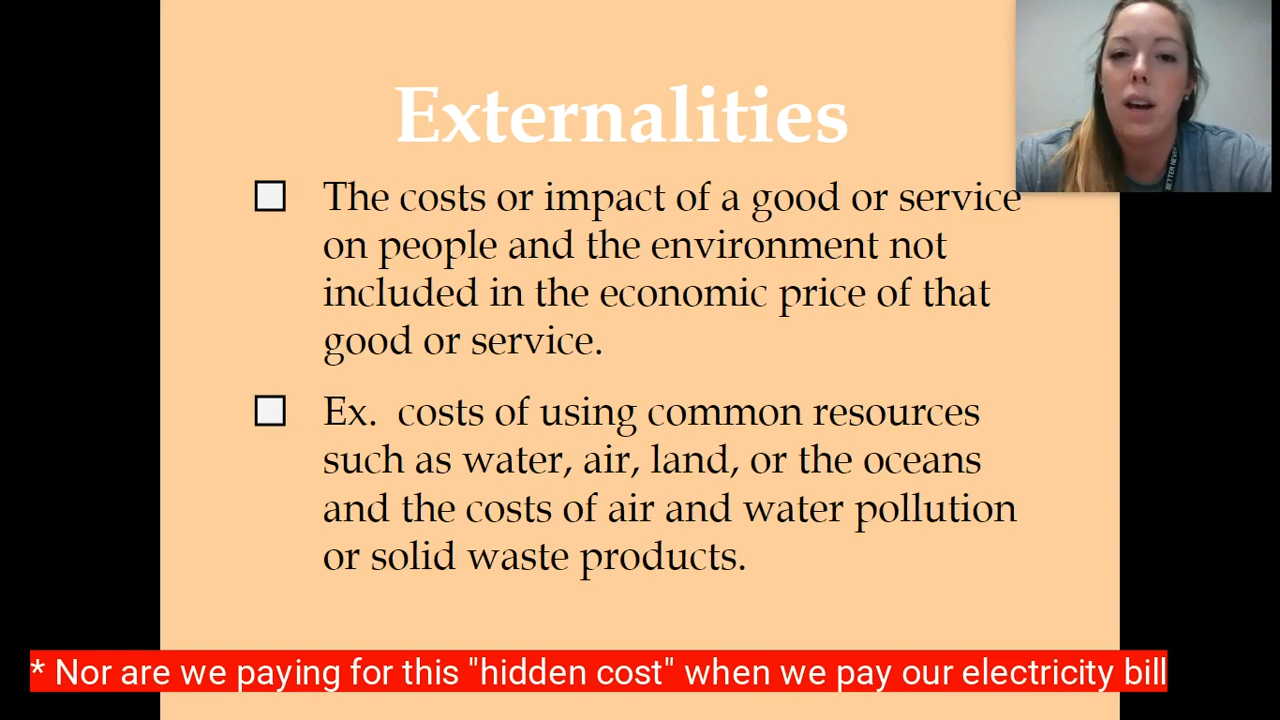 Externalities
The costs or impact of a good or service
on people and the environment not
included in the economic price of that
good or service.
Ex. costs of using common resources
such as water, air, land, or the oceans
and the costs of air and water pollution
or solid waste products.
* Nor are we paying for this "hidden cost" when we pay our electricity bill